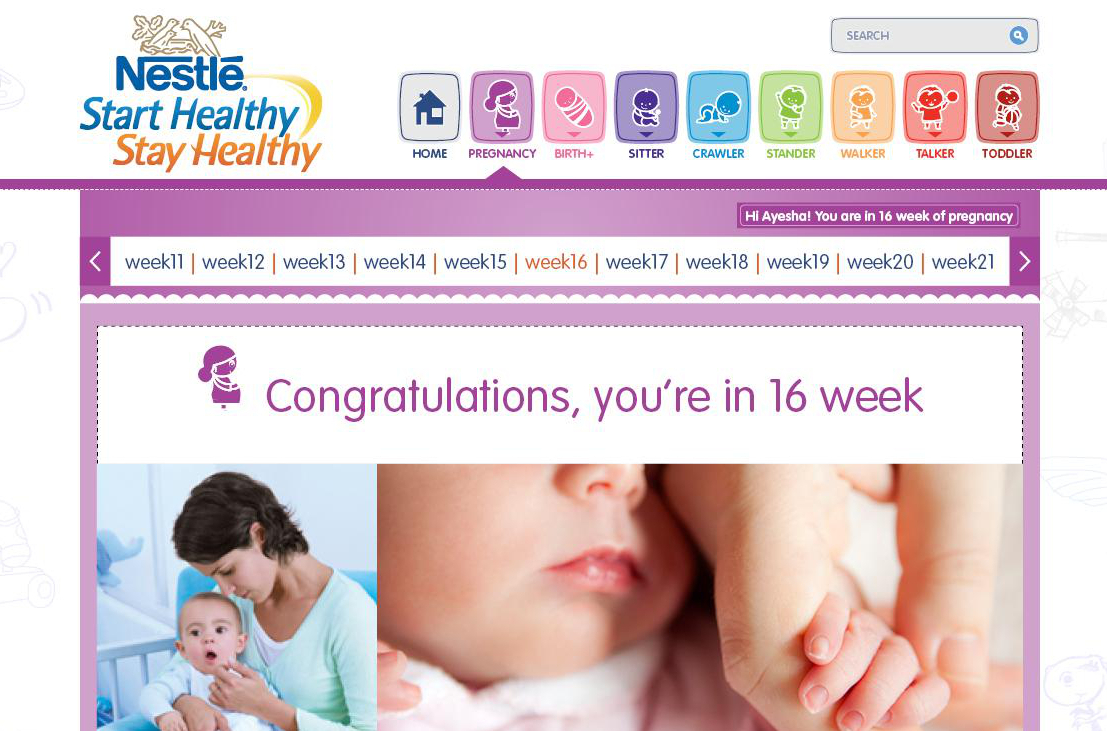 Nestlé
Start Healthy
Stay Healthy
SEARCH
HOME PREGNANCY BIRTH+ SITTER CRAWLER STANDER WALKER TALKER TODDLER
Hi Ayesha! You are in 16 week of pregnancy
week11 | week12 | week13 | week14 | week15 | week16 | week17 | week18 | week19 | week20 | week21
Congratulations, you're in 16 week